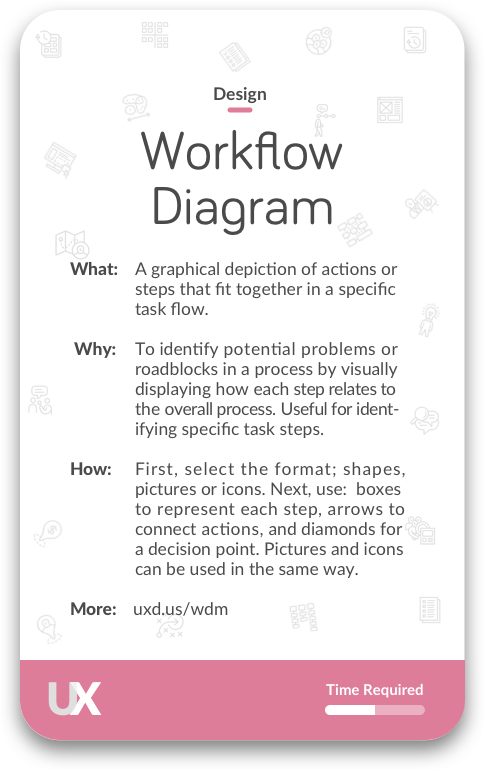 Design
Workflow
Diagram
What: A graphical depiction of actions or
steps that fit together in a specific
task flow.
Why: To identify potential problems or
roadblocks in a process by visually
displaying how each step relates to
the overall process. Useful for ident-
ifying specific task steps.
How: First, select the format; shapes,
pictures or icons. Next, use: boxes
to represent each step, arrows to
connect actions, and diamonds for
a decision point. Pictures and icons
can be used in the same way.
More: uxd.us/wdm
UX
Time Required